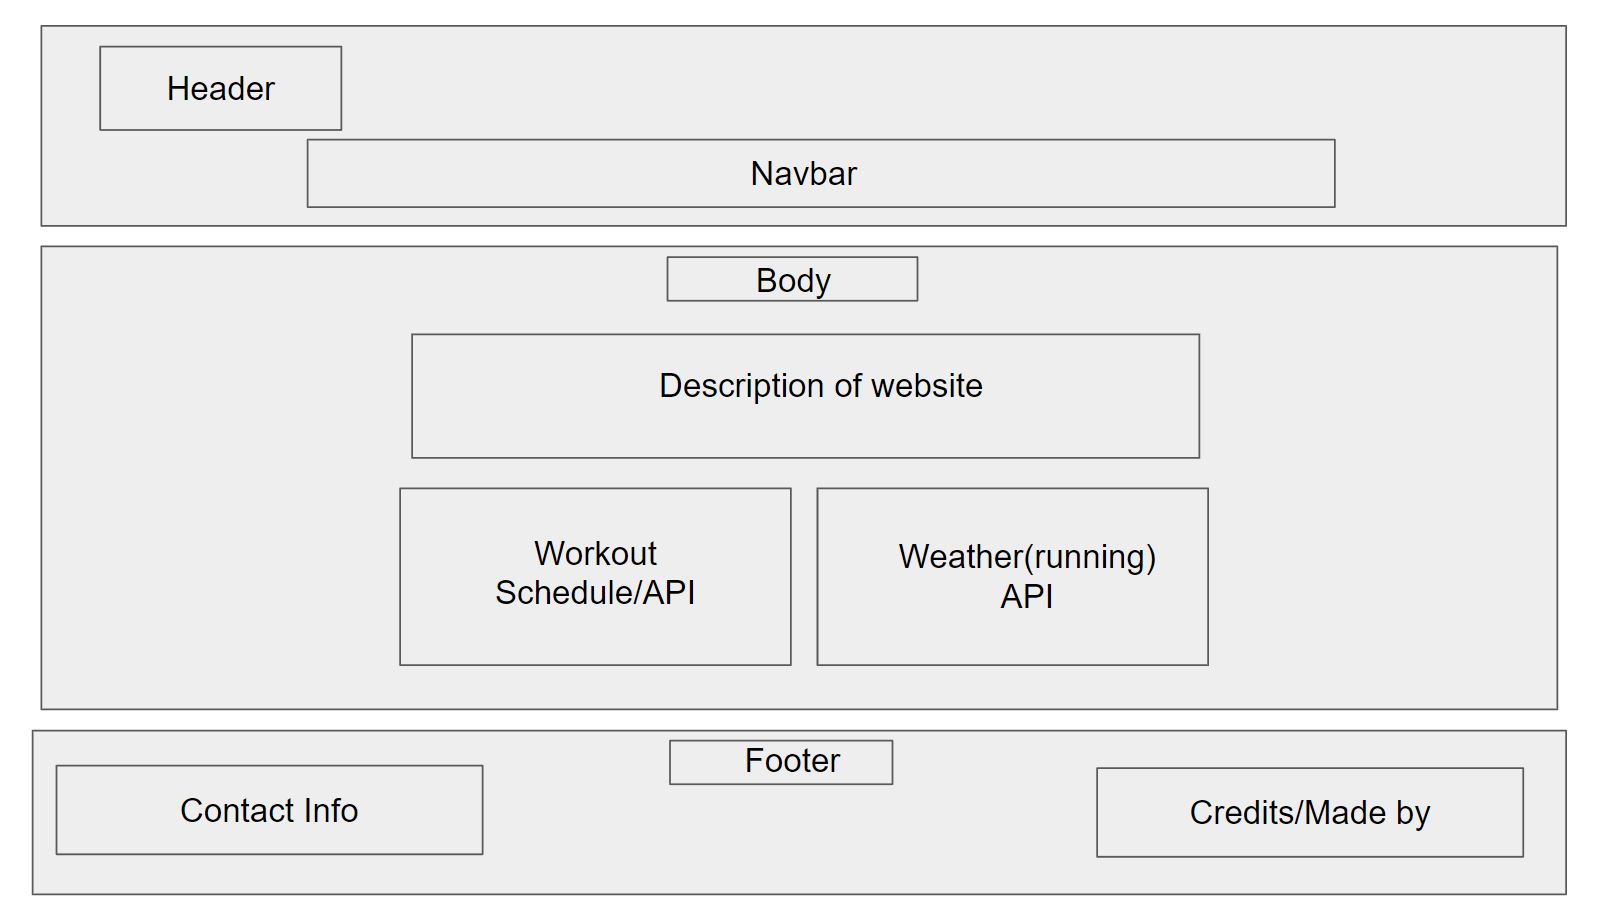 Header
Navbar
Body
Description of website
Workout
Schedule/API
Weather(running)
API
Footer
Contact Info
Credits/Made by